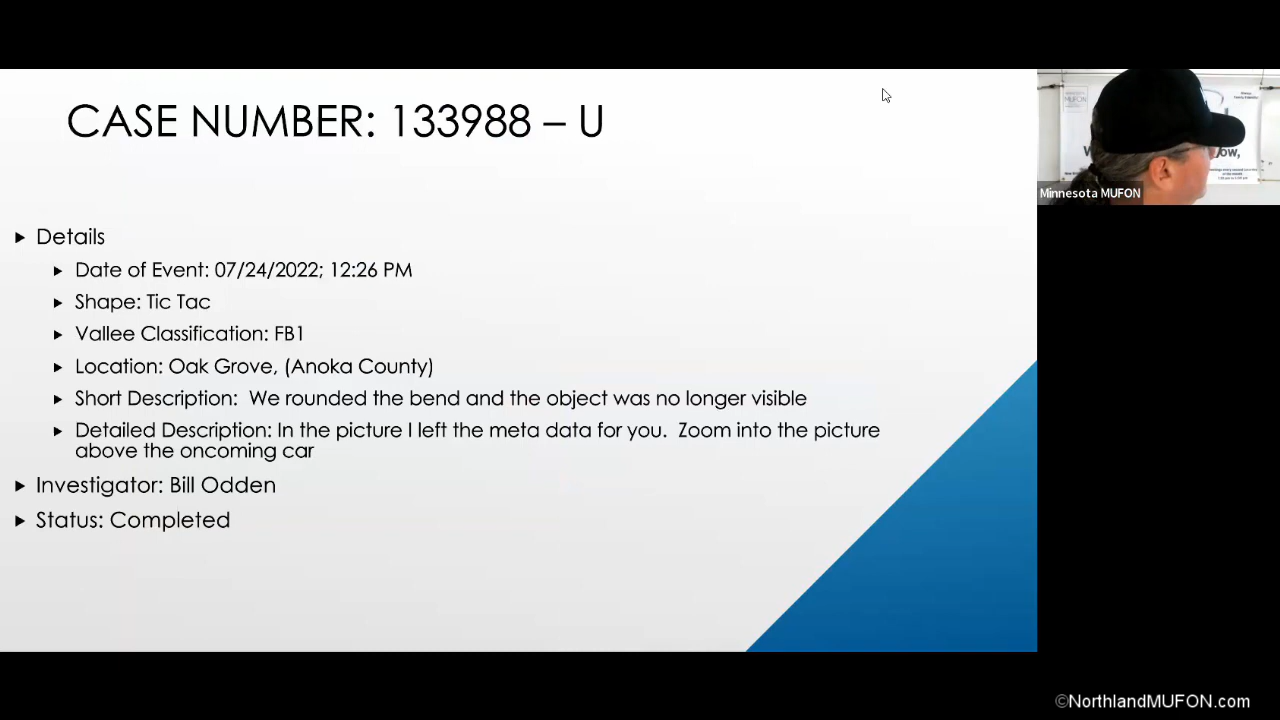 CASE NUMBER: 133988 – U
Details
Date of Event: 07/24/2022; 12:26 PM
Shape: Tic Tac
Vallee Classification: FB1
Location: Oak Grove, (Anoka County)
Short Description:  We rounded the bend and the object was no longer visible
Detailed Description: In the picture I left the meta data for you.  Zoom into the picture
above the oncoming car
Investigator: Bill Odden
Status: Completed
MUFON
ow,
Minnesota MUFON
©NorthlandMUFON.com